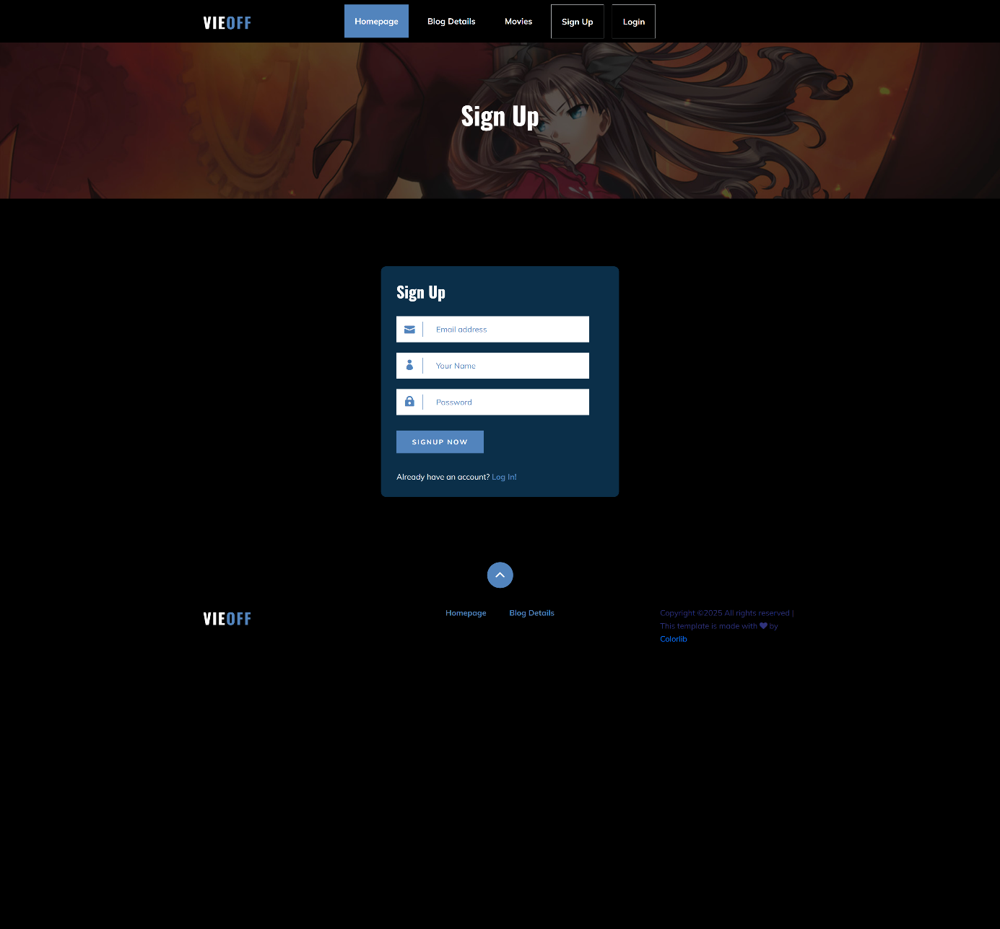 VIEOFF
Homepage Blog Details Movies Sign Up Login
Sign Up
Sign Up
Email address
Your Name
Password
SIGNUP NOW
Already have an account? Log In!
VIEOFF
Homepage Blog Details
Copyright ©2025 All rights reserved |
This template is made with ♥ by
Colorlib